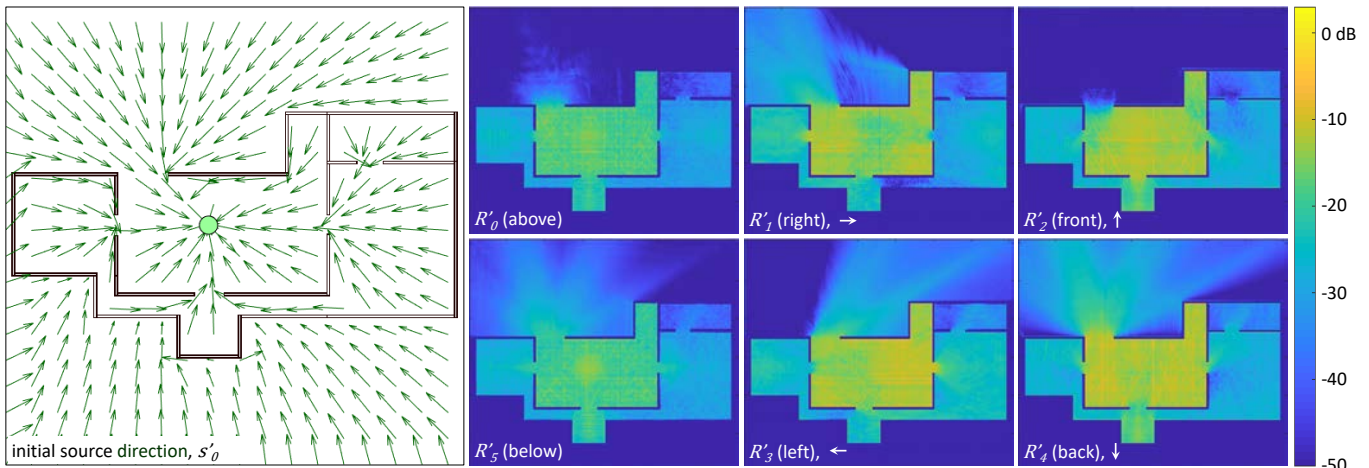 initial source direction, s′₀
R′₀ (above)
R′₁ (right), →
R′₂ (front), ↑
R′₅ (below)
R′₃ (left), ←
R′₄ (back), ↓
0 dB
-10
-20
-30
-40
-50